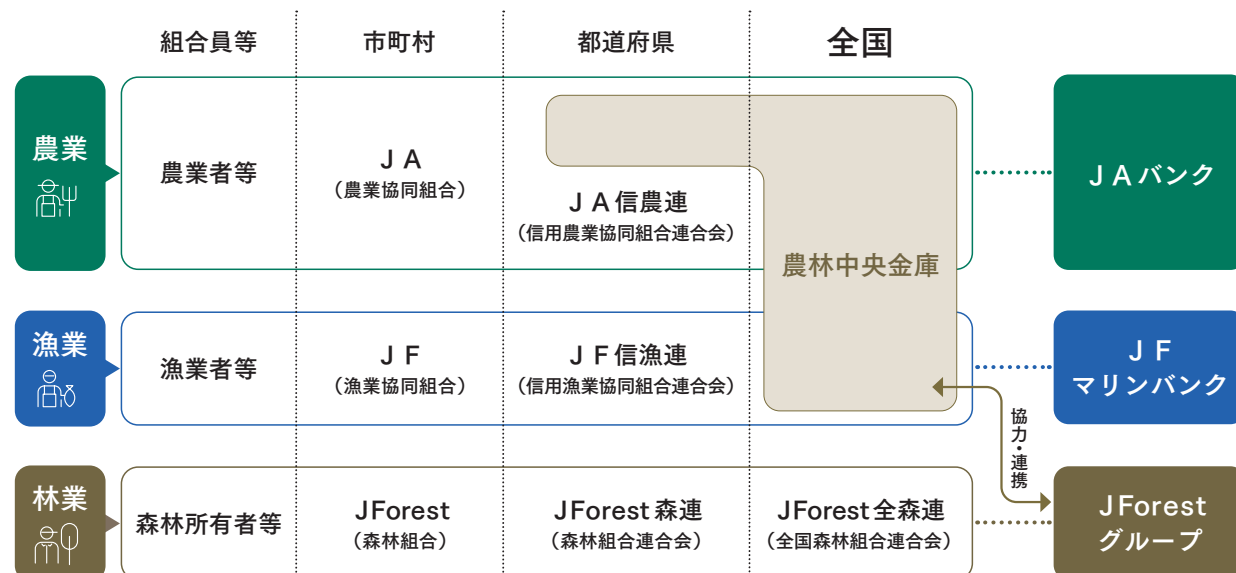 組合員等
市町村
都道府県
全国
農業
農業者等
ＪＡ
（農業協同組合）
ＪＡ信農連
（信用農業協同組合連合会）
農林中央金庫
ＪＡバンク
漁業
漁業者等
ＪＦ
（漁業協同組合）
ＪＦ信漁連
（信用漁業協同組合連合会）
ＪＦ
マリンバンク
協力・連携
林業
森林所有者等
JForest
（森林組合）
JForest 森連
（森林組合連合会）
JForest 全森連
（全国森林組合連合会）
JForest
グループ